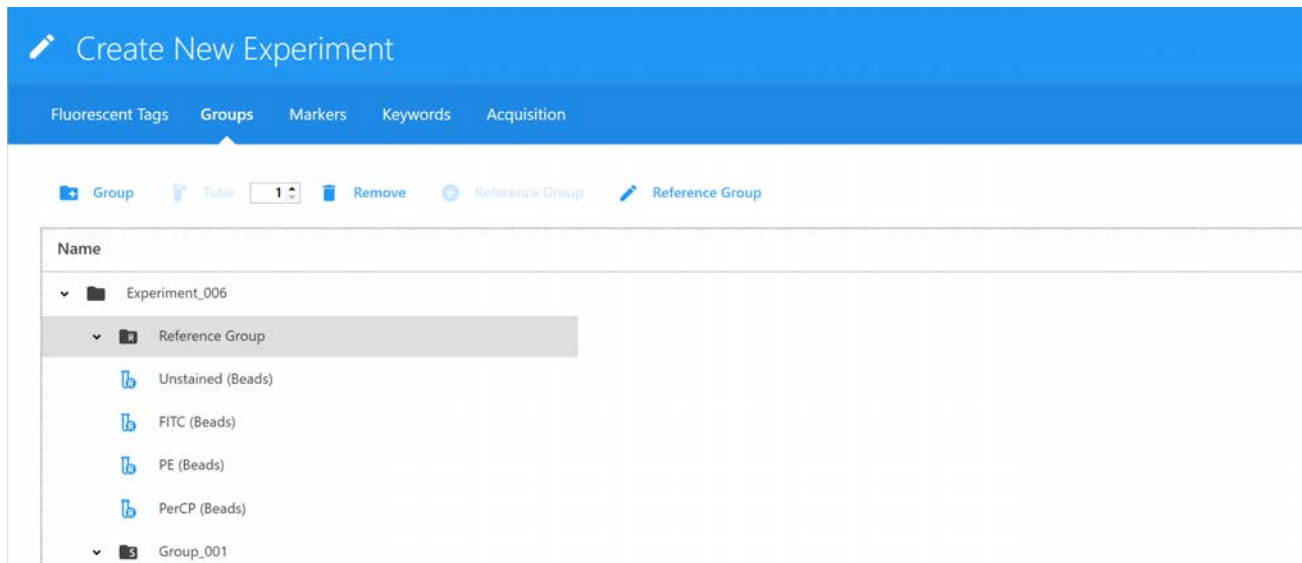 Create New Experiment
Fluorescent Tags Groups Markers Keywords Acquisition
Group Tube 1 Remove Reference Group Reference Group
Name
Experiment_006
R Reference Group
R Unstained (Beads)
R FITC (Beads)
R PE (Beads)
R PerCP (Beads)
S Group_001